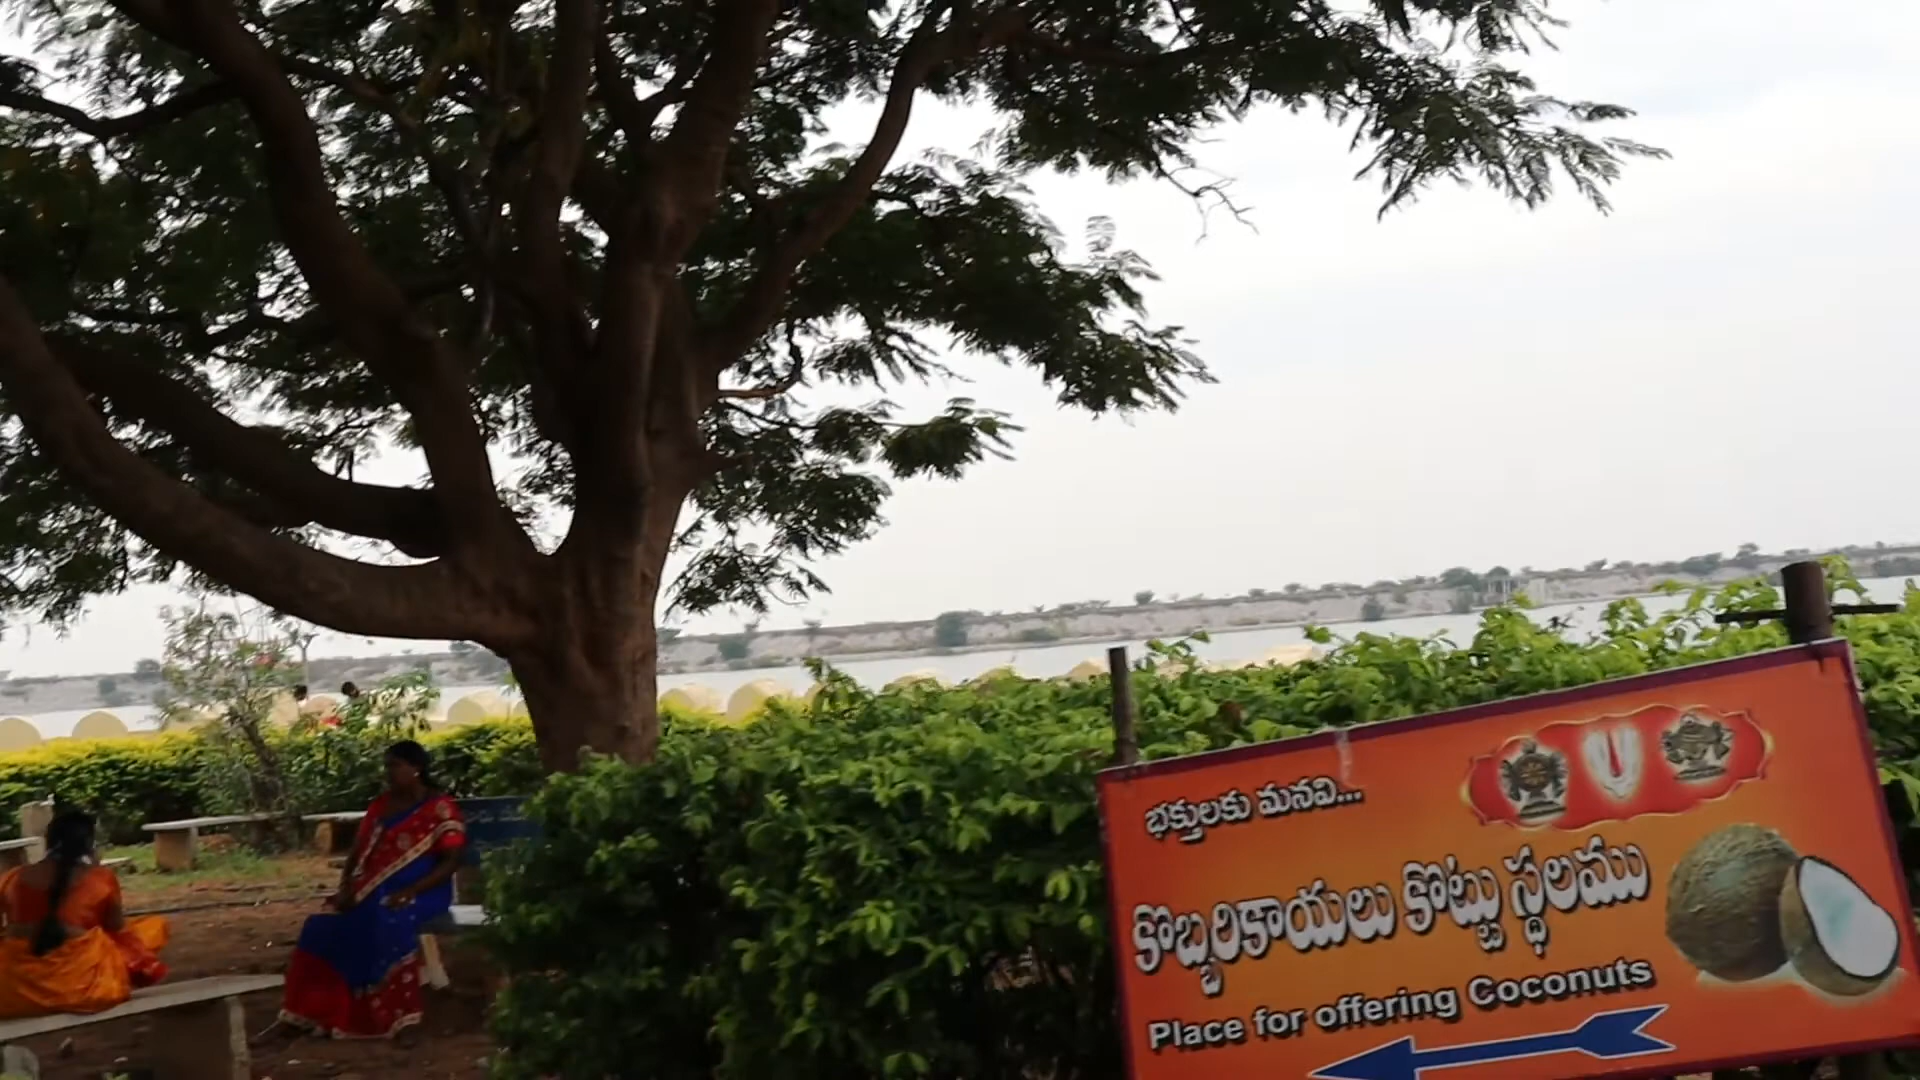 భక్తులకు మనవి...
కొబ్బరికాయలు కొట్టు స్థలము
Place for offering Coconuts